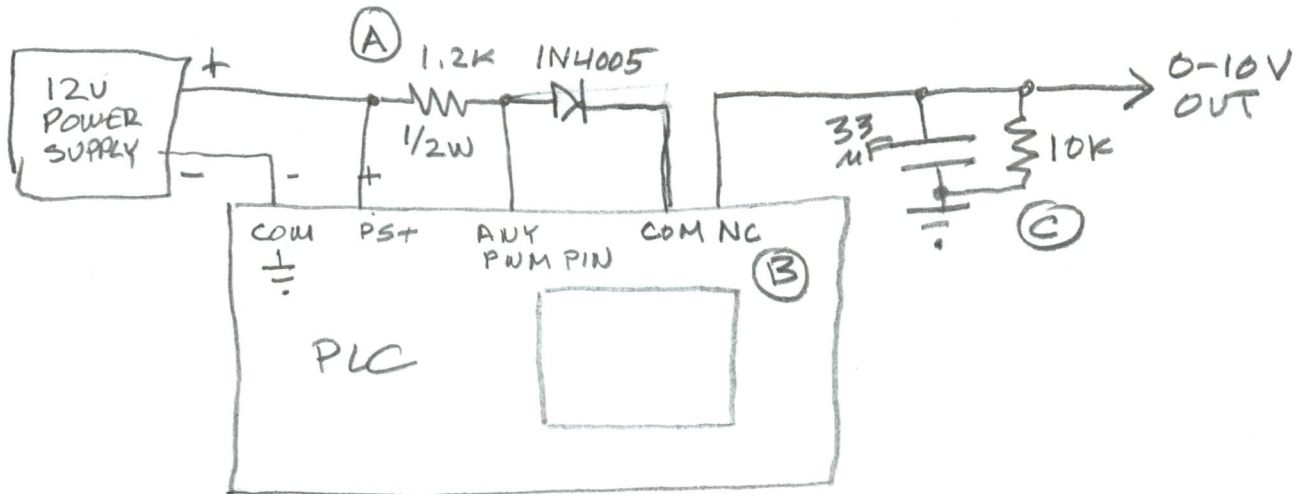 12V
POWER
SUPPLY
+
-
A
1.2K
1/2W
1N4005
-
+
33
µF
10K
0-10V
OUT
C
COM
PS+
ANY
PWM PIN
COM NC
B
PLC